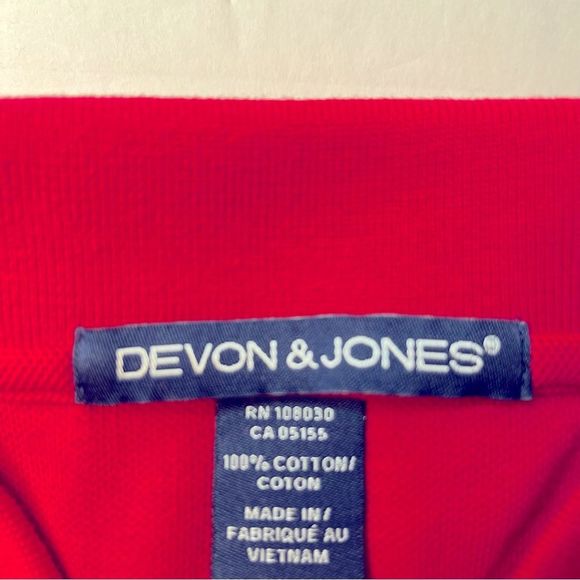 DEVON & JONES®
RN 108030
CA 05155
100% COTTON/
COTON
MADE IN/
FABRIQUÉ AU
VIETNAM